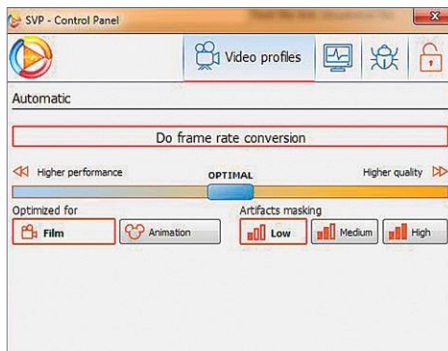 SVP - Control Panel
Video profiles
Automatic
Do frame rate conversion
Higher performance OPTIMAL Higher quality
Optimized for Artifacts masking
Film Animation Low Medium High